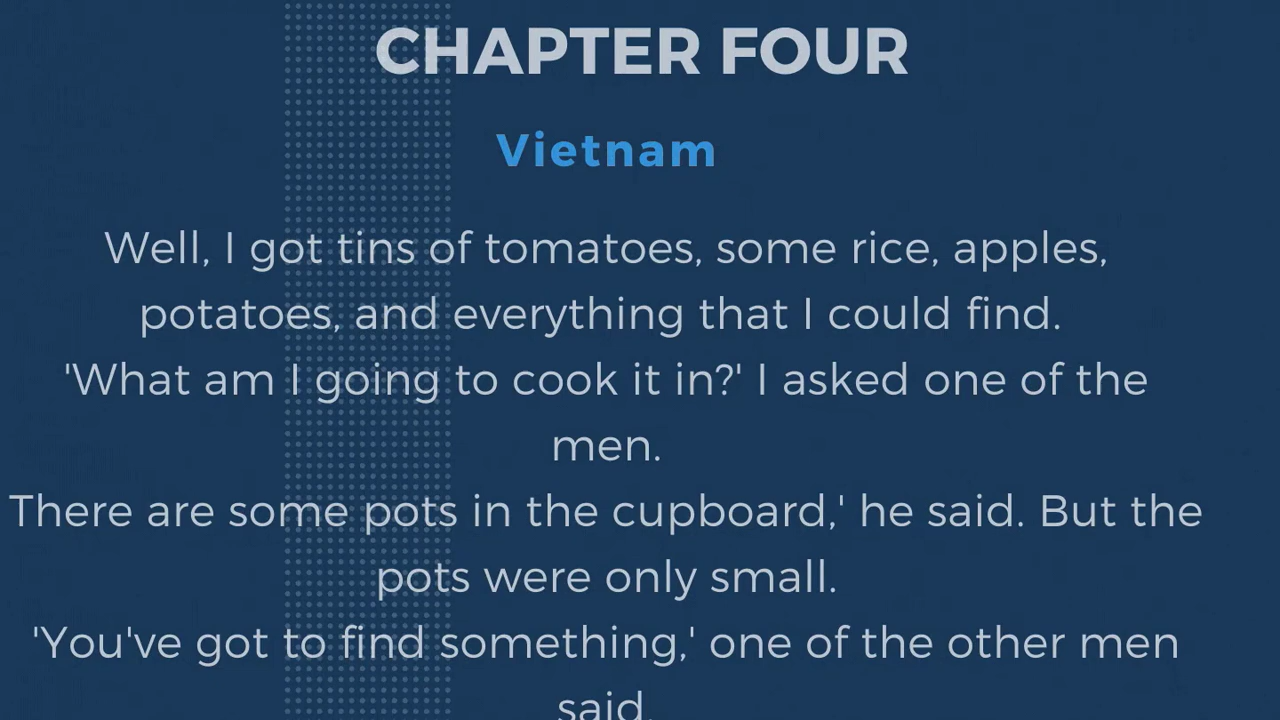 CHAPTER FOUR
Vietnam
Well, I got tins of tomatoes, some rice, apples,
potatoes, and everything that I could find.
'What am I going to cook it in?' I asked one of the
men.
There are some pots in the cupboard,' he said. But the
pots were only small.
'You've got to find something,' one of the other men
said.